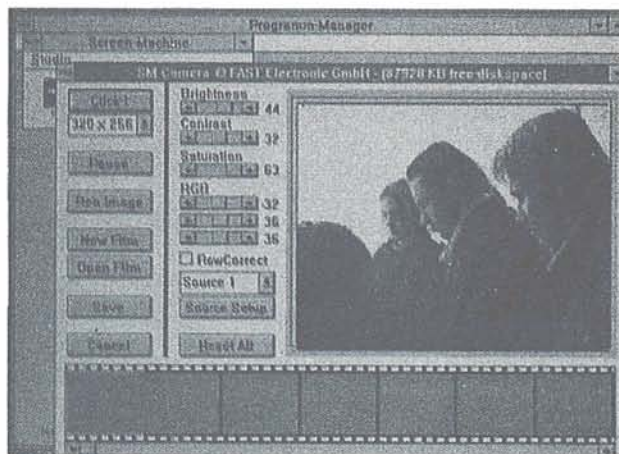 Program Manager
Screen Machine
Studio
SM Camera © FAST Electronic GmbH - (87928 KB free diskspace)
320 x 256
Pause
New Film
Open Film
Save
Cancel
Brightness
44
Contrast
32
Saturation
63
RGB
32
36
36
RowCorrect
Source 1
Source Setup
Reset All